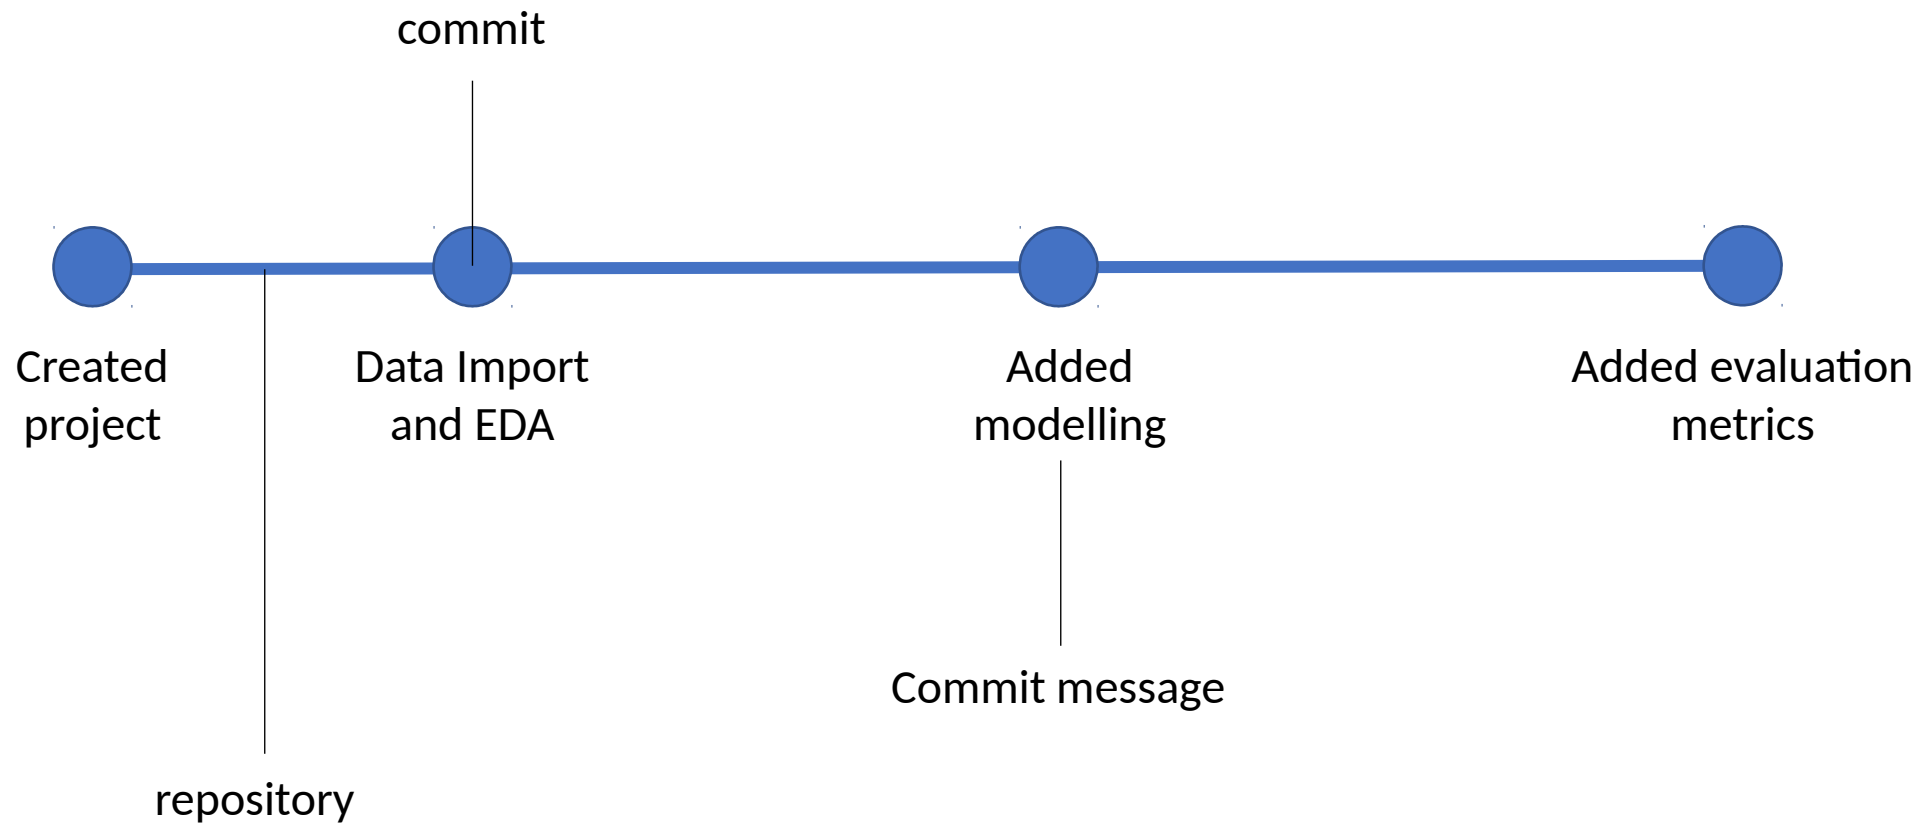 commit
Created
project
Data Import
and EDA
Added
modelling
Added evaluation
metrics
Commit message
repository